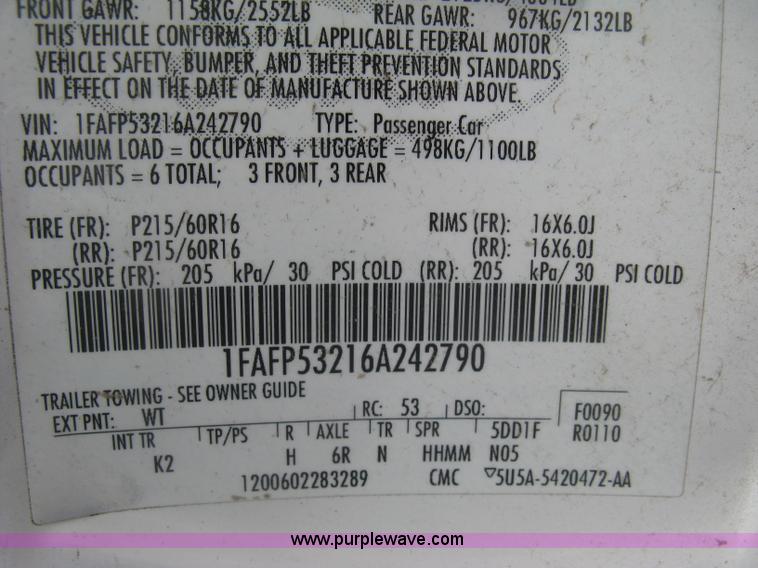 FRONT GAWR: 1158KG/2552LB REAR GAWR: 967KG/2132LB
THIS VEHICLE CONFORMS TO ALL APPLICABLE FEDERAL MOTOR
VEHICLE SAFETY, BUMPER, AND THEFT PREVENTION STANDARDS
IN EFFECT ON THE DATE OF MANUFACTURE SHOWN ABOVE.
VIN: 1FAFP53216A242790 TYPE: Passenger Car
MAXIMUM LOAD = OCCUPANTS + LUGGAGE = 498KG/1100LB
OCCUPANTS = 6 TOTAL; 3 FRONT, 3 REAR
TIRE (FR): P215/60R16 RIMS (FR): 16X6.0J
(RR): P215/60R16 (RR): 16X6.0J
PRESSURE (FR): 205 kPa/ 30 PSI COLD (RR): 205 kPa/ 30 PSI COLD
1FAFP53216A242790
TRAILER TOWING - SEE OWNER GUIDE
EXT PNT: WT RC: 53 DSO: F0090
INT TR TP/PS R AXLE TR SPR 5DD1F R0110
K2 H 6R N HHMM N05
1200602283289 CMC 5U5A-5420472-AA
www.purplewave.com